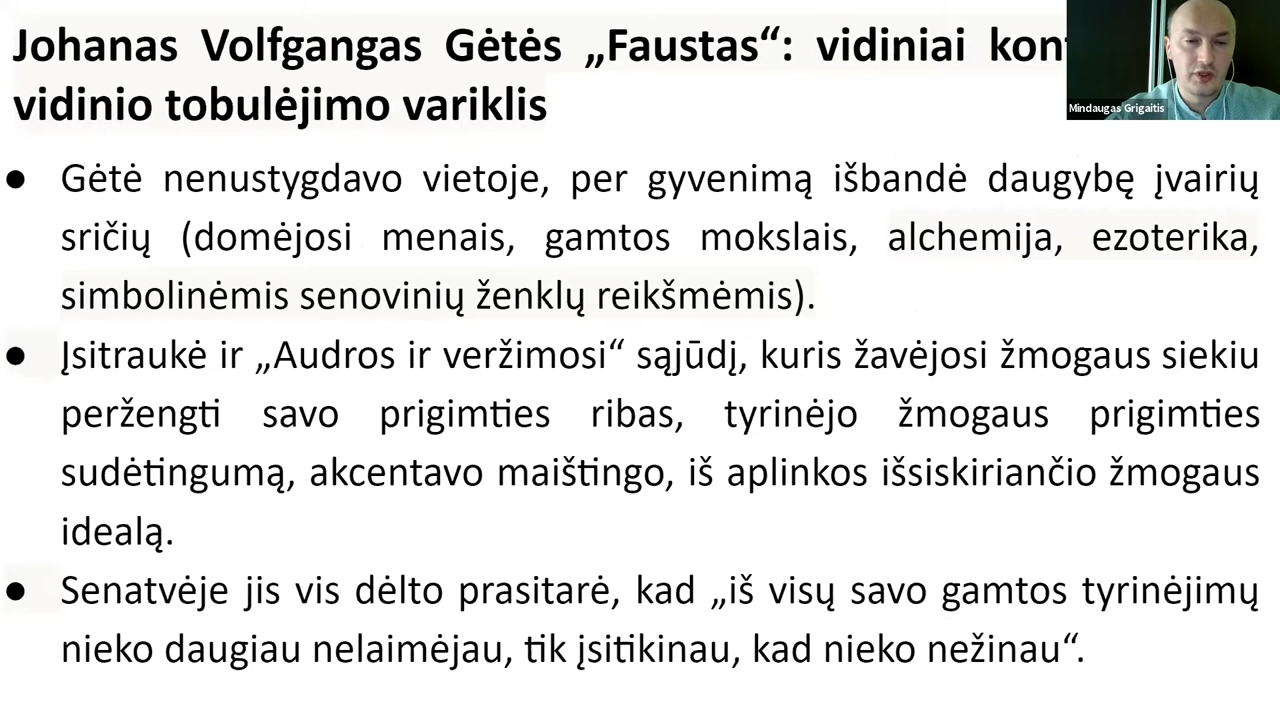 Johanas Volfgangas Gėtės „Faustas“: vidiniai
vidinio tobulėjimo variklis
Mindaugas Grigaitis
● Gėtė nenustygdavo vietoje, per gyvenimą išbandė daugybę įvairių
sričių (domėjosi menais, gamtos mokslais, alchemija, ezoterika,
simbolinėmis senovinių ženklų reikšmėmis).
● Įsitraukė ir „Audros ir veržimosi“ sąjūdį, kuris žavėjosi žmogaus siekiu
peržengti savo prigimties ribas, tyrinėjo žmogaus prigimties
sudėtingumą, akcentavo maištingo, iš aplinkos išsiskiriančio žmogaus
idealą.
● Senatvėje jis vis dėlto prasitarė, kad „iš visų savo gamtos tyrinėjimų
nieko daugiau nelaimėjau, tik įsitikinau, kad nieko nežinau“.